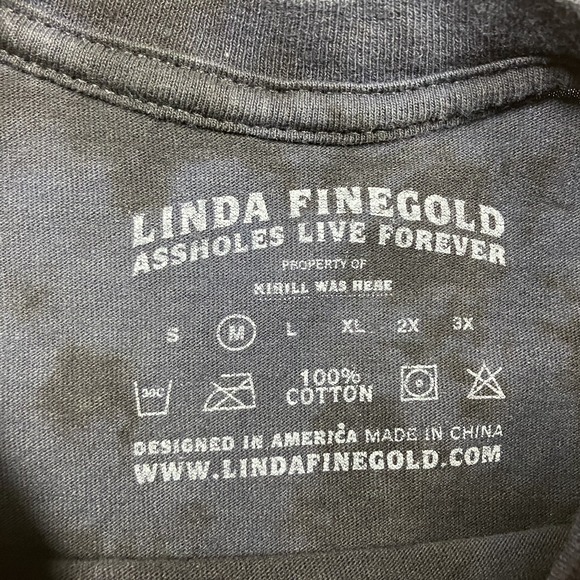 LINDA FINEGOLD
ASSHOLES LIVE FOREVER
PROPERTY OF
KIRILL WAS HERE
S M L XL 2X 3X
30C
100%
COTTON
DESIGNED IN AMERICA MADE IN CHINA
WWW.LINDAFINEGOLD.COM